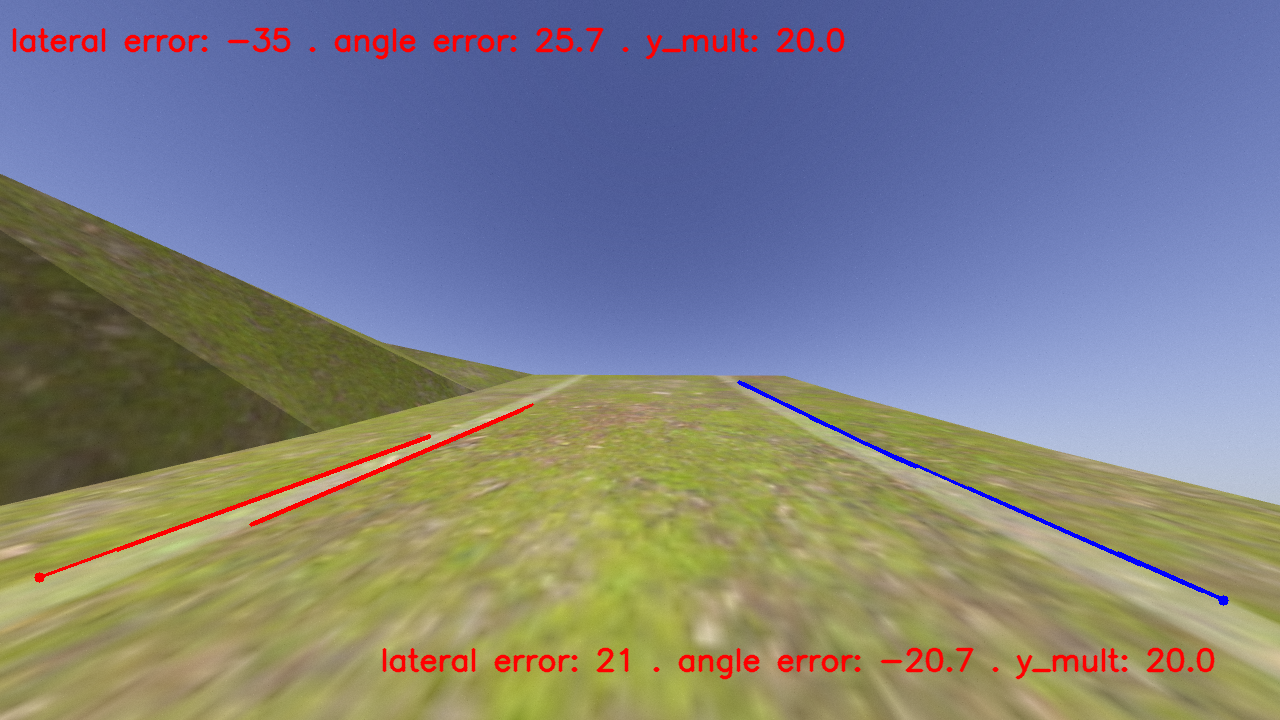 lateral error: -35 . angle error: 25.7 . y_mult: 20.0
lateral error: 21 . angle error: -20.7 . y_mult: 20.0